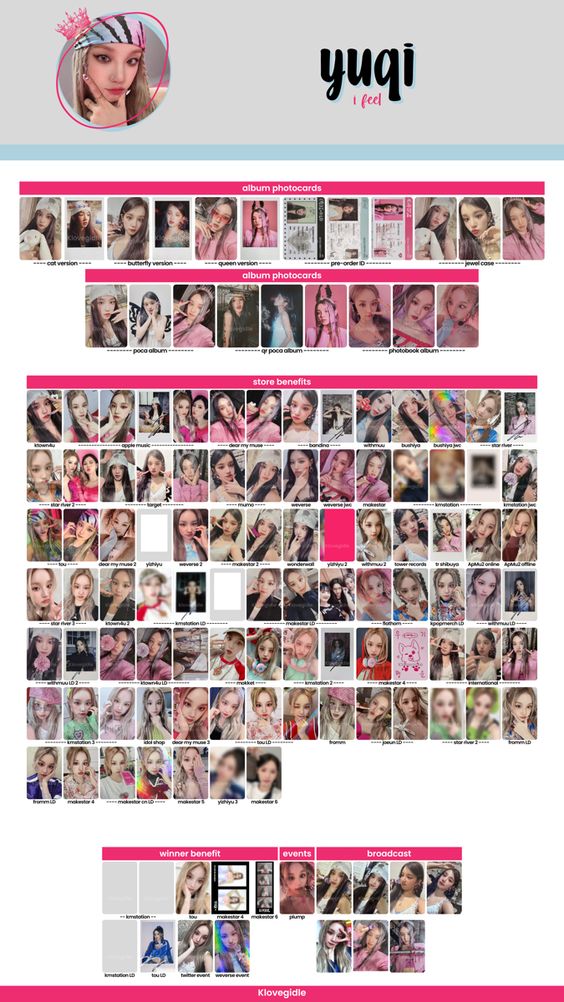 yuqi
i feel
album photocards
---- cat version ----
---- butterfly version ----
---- queen version ----
-------- pre-order ID --------
-------- jewel case --------
album photocards
-------- poca album --------
-------- qr poca album --------
-------- photobook album --------
store benefits
ktown4u
apple music
---- dear my muse ----
---- bandina ----
withmuu
bushiya
bushiya jwc
---- star river ----
star river 2
target
---- mumo ----
weverse
weverse jwc
makestar
kmstation
kmstation jwc
---- tou ----
dear my muse 2
yizhiyu
weverse 2
---- makestar 2 ----
wonderwall
yizhiyu 2
withmuu 2
tower records
tr shibuya
ApMu2 online
ApMu2 offline
star river 3
ktown4u 2
kmstation LD
makestar LD
flothom
kpopmerch LD
withmuu LD
---- withmuu LD 2 ----
ktown4u LD
makket
---- kmstation 2 ----
makestar 4
international
kmstation 3
idol shop
dear my muse 3
tou LD
fromm
---- joeun LD ----
star river 2
fromm LD
fromm LD
makestar 4
---- makestar cn LD ----
makestar 5
yizhiyu 3
makestar 6
winner benefit
events
broadcast
-- kmstation --
tou
makestar 4
makestar 6
plump
kmstation LD
tou LD
twitter event
weverse event
Klovegidle